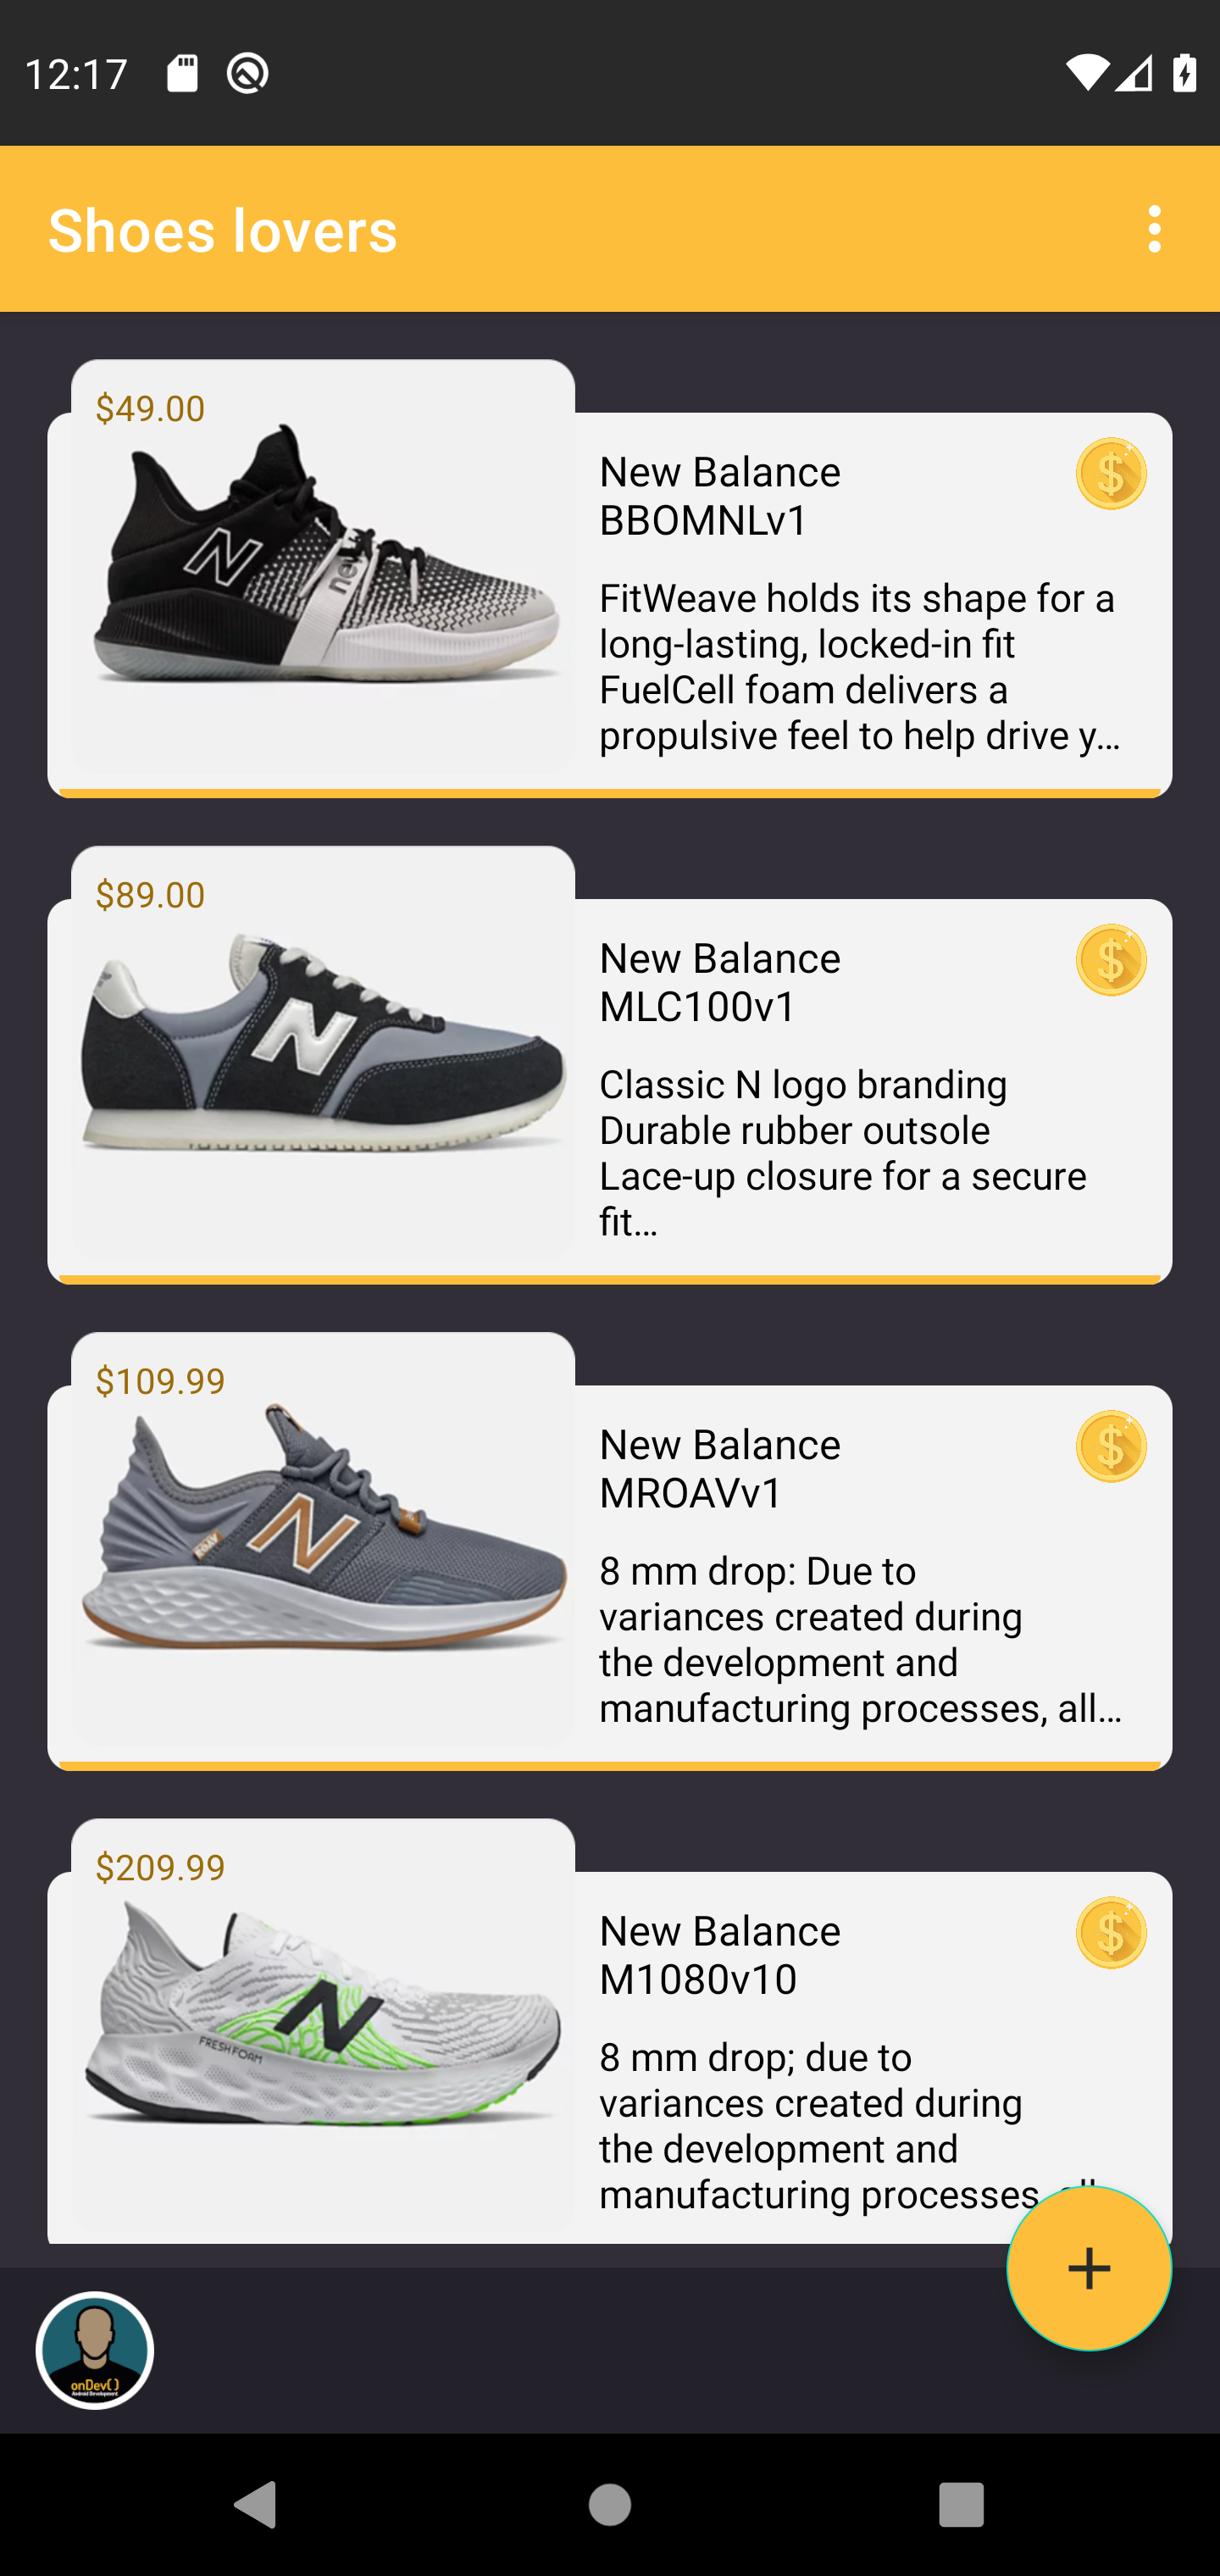 12:17
Shoes lovers
$49.00
New Balance
BBOMNLv1
FitWeave holds its shape for a
long-lasting, locked-in fit
FuelCell foam delivers a
propulsive feel to help drive y...
$89.00
New Balance
MLC100v1
Classic N logo branding
Durable rubber outsole
Lace-up closure for a secure
fit...
$109.99
New Balance
MROAVv1
8 mm drop: Due to
variances created during
the development and
manufacturing processes, all...
$209.99
New Balance
M1080v10
FRESH FOAM
8 mm drop; due to
variances created during
the development and
manufacturing processes,
onDev{}
Android Development